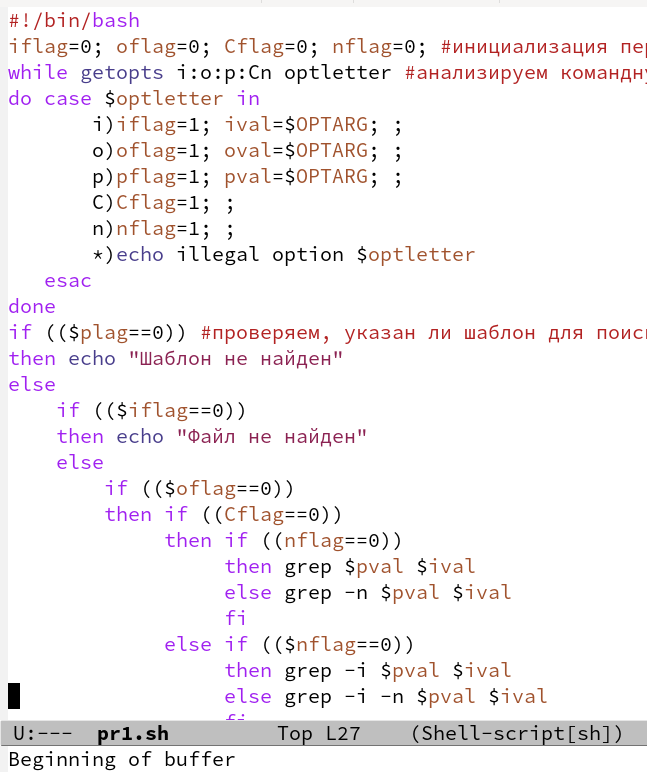 #!/bin/bash
iflag=0; oflag=0; Cflag=0; nflag=0; #инициализация
while getopts i:o:p:Cn optletter #анализируем
do case $optletter in
i)iflag=1; ival=$OPTARG; ;
o)oflag=1; oval=$OPTARG; ;
p)pflag=1; pval=$OPTARG; ;
C)Cflag=1; ;
n)nflag=1; ;
*)echo illegal option $optletter
esac
done
if (($plag==0)) #проверяем, указан ли шаблон для
then echo "Шаблон не найден"
else
if (($iflag==0))
then echo "Файл не найден"
else
if (($oflag==0))
then if ((Cflag==0))
then if ((nflag==0))
then grep $pval $ival
else grep -n $pval $ival
fi
else if (($nflag==0))
then grep -i $pval $ival
else grep -i -n $pval $ival
fi
U:--- pr1.sh Top L27 (Shell-script[sh])
Beginning of buffer